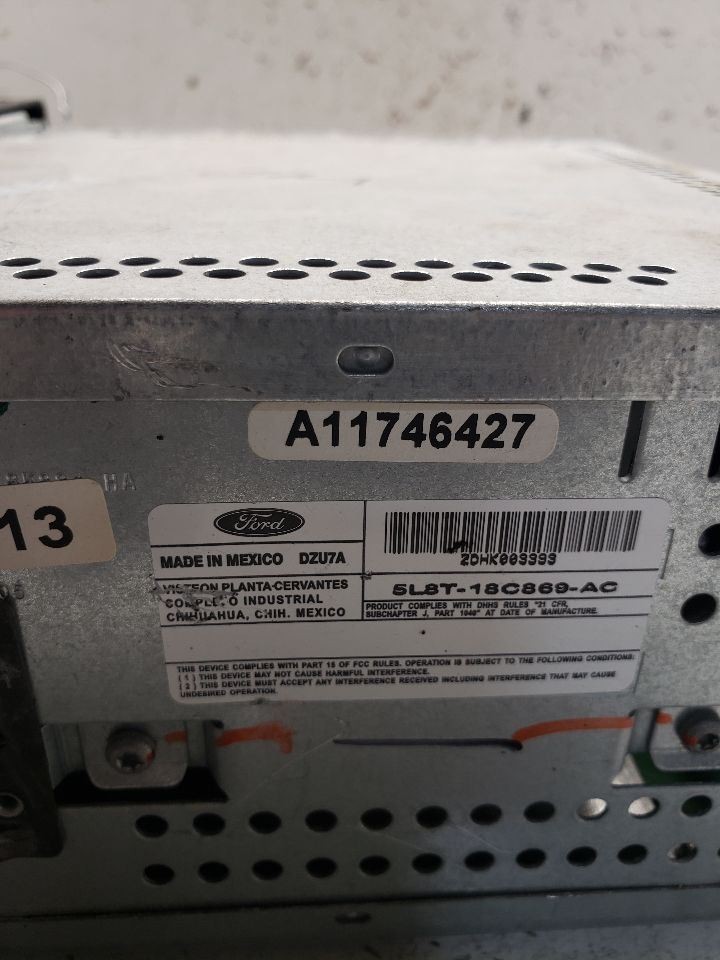 A11746427
HA
13
Ford
MADE IN MEXICO DZU7A
2DHK009399
VISTEON PLANTA-CERVANTES
COMPLEJO INDUSTRIAL
CHIHUAHUA, CHIH. MEXICO
5L8T-18C869-AC
PRODUCT COMPLIES WITH DHHS RULES "21 CFR,
SUBCHAPTER J, PART 1040" AT DATE OF MANUFACTURE.
THIS DEVICE COMPLIES WITH PART 15 OF FCC RULES. OPERATION IS SUBJECT TO THE FOLLOWING CONDITIONS:
(1) THIS DEVICE MAY NOT CAUSE HARMFUL INTERFERENCE.
(2) THIS DEVICE MUST ACCEPT ANY INTERFERENCE RECEIVED INCLUDING INTERFERENCE THAT MAY CAUSE
UNDESIRED OPERATION.